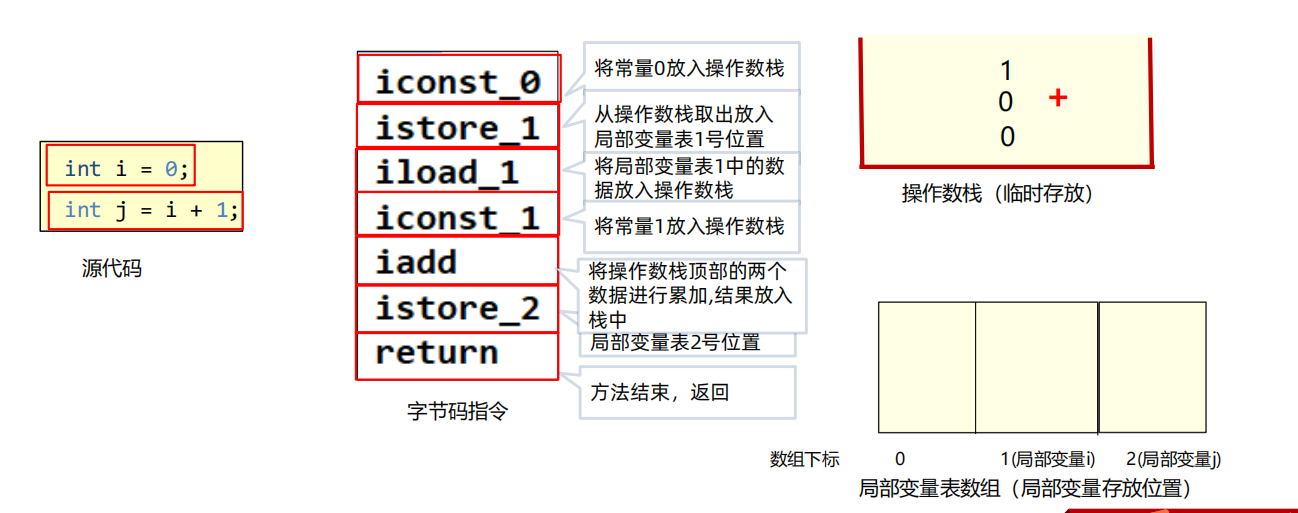 int i = 0;
int j = i + 1;
源代码
iconst_0
istore_1
iload_1
iconst_1
iadd
istore_2
return
字节码指令
将常量0放入操作数栈
从操作数栈取出放入
局部变量表1号位置
将局部变量表1中的数
据放入操作数栈
将常量1放入操作数栈
将操作数栈顶部的两个
数据进行累加,结果放入
栈中
局部变量表2号位置
方法结束，返回
1
0 +
0
操作数栈（临时存放）
数组下标 0 1(局部变量i) 2(局部变量j)
局部变量表数组（局部变量存放位置）